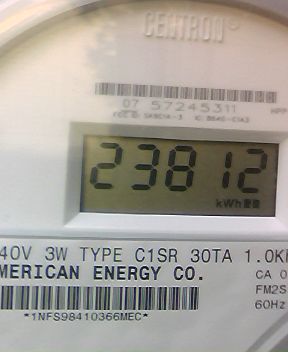 CENTRON®
07 57245311
23812
kWh
40V 3W TYPE C1SR 30TA 1.0K
MERICAN ENERGY CO.
CA 0
FM2S
60Hz
*1NFS98410366MEC*